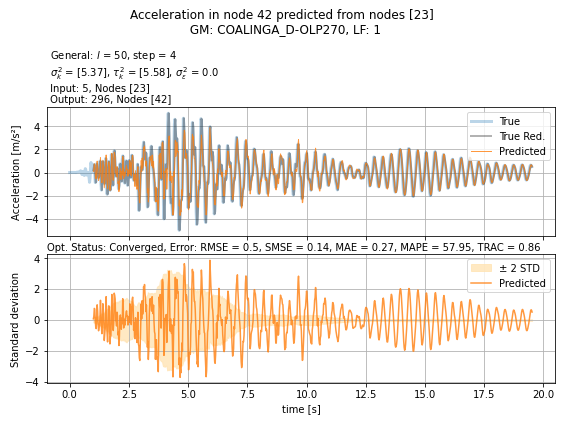 Acceleration in node 42 predicted from nodes [23]
GM: COALINGA_D-OLP270, LF: 1
General: l = 50, step = 4
σ²ₖ = [5.37], τ²ₖ = [5.58], σ²ε = 0.0
Input: 5, Nodes [23]
Output: 296, Nodes [42]
Acceleration [m/s²]
4
2
0
−2
−4
True
True Red.
Predicted
Opt. Status: Converged, Error: RMSE = 0.5, SMSE = 0.14, MAE = 0.27, MAPE = 57.95, TRAC = 0.86
Standard deviation
4
2
0
−2
−4
± 2 STD
Predicted
0.0 2.5 5.0 7.5 10.0 12.5 15.0 17.5 20.0
time [s]